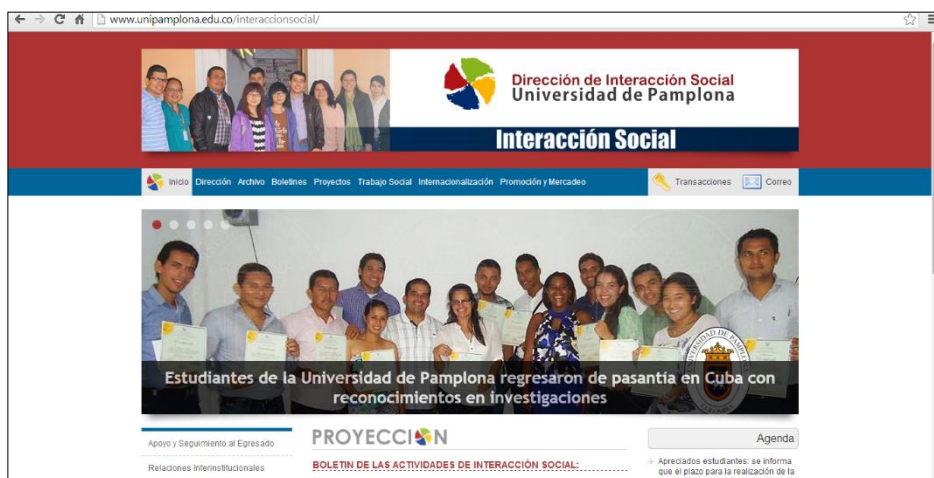 www.unipamplona.edu.co/interaccionsocial/
Dirección de Interacción Social
Universidad de Pamplona
Interacción Social
Inicio Dirección Archivo Boletines Proyectos Trabajo Social Internacionalización Promoción y Mercadeo Transacciones Correo
Estudiantes de la Universidad de Pamplona regresaron de pasantía en Cuba con
reconocimientos en investigaciones
Apoyo y Seguimiento al Egresado
Relaciones Interinstitucionales
PROYECCIÓN
BOLETIN DE LAS ACTIVIDADES DE INTERACCIÓN SOCIAL:
Agenda
Apreciados estudiantes: se informa
que el plazo para la realización de la